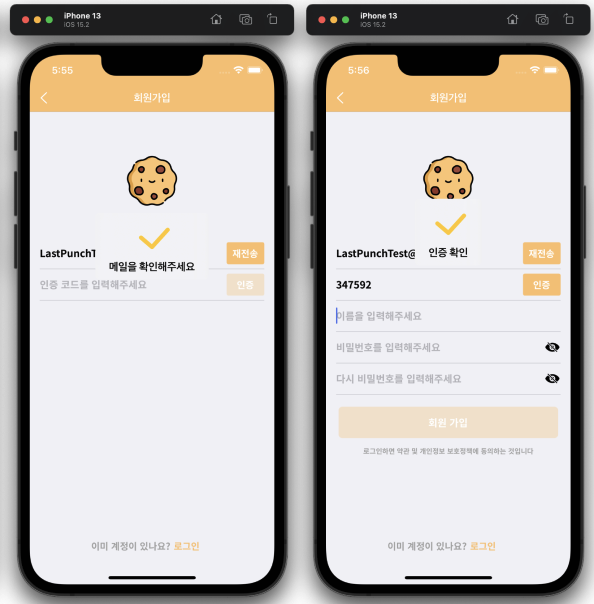 iPhone 13
iOS 15.2
5:55
회원가입
LastPunchT
재전송
메일을 확인해주세요
인증 코드를 입력해주세요
인증
이미 계정이 있나요? 로그인
iPhone 13
iOS 15.2
5:56
회원가입
LastPunchTest@
재전송
인증 확인
347592
인증
이름을 입력해주세요
비밀번호를 입력해주세요
다시 비밀번호를 입력해주세요
회원 가입
로그인하면 약관 및 개인정보 보호정책에 동의하는 것입니다
이미 계정이 있나요? 로그인